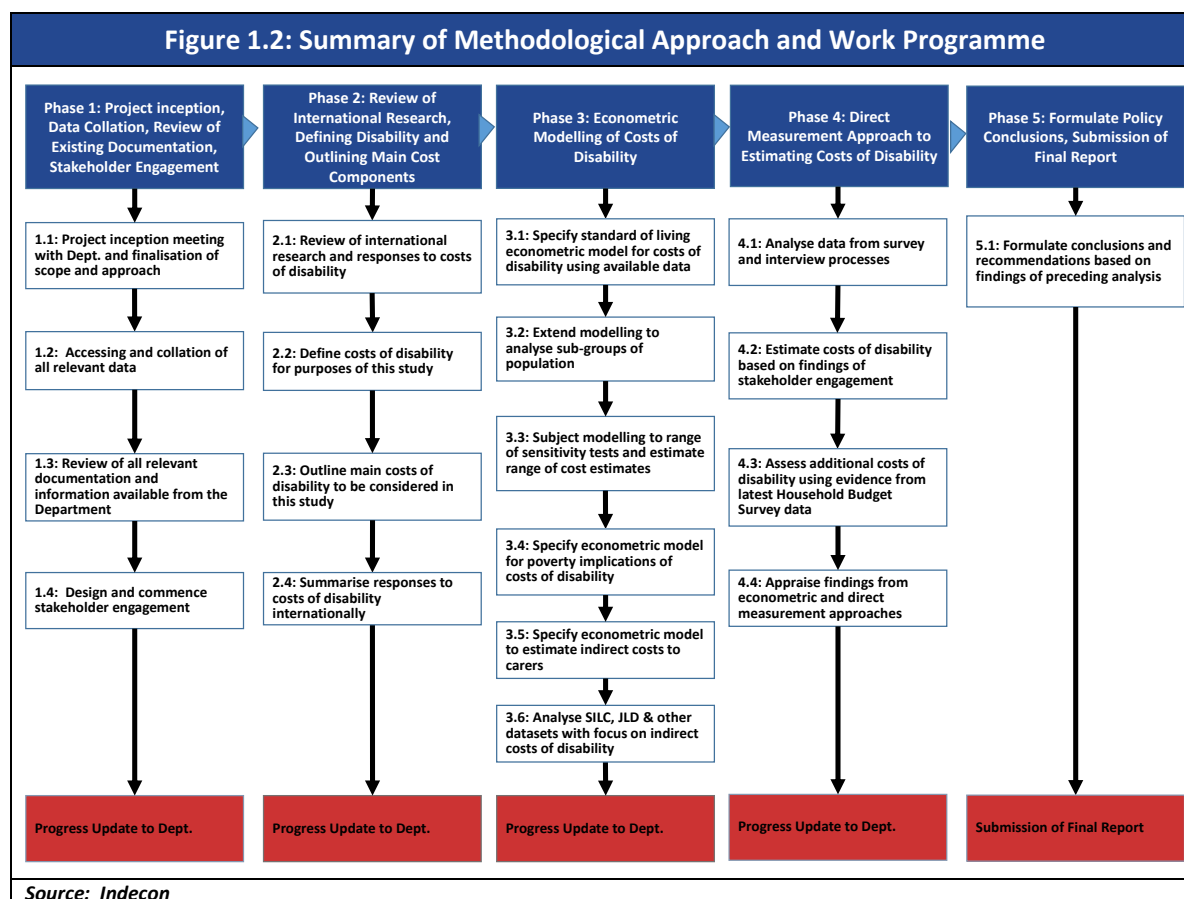 Figure 1.2: Summary of Methodological Approach and Work Programme
Phase 1: Project inception,
Data Collation, Review of
Existing Documentation,
Stakeholder Engagement
1.1: Project inception meeting
with Dept. and finalisation of
scope and approach
1.2:  Accessing and collation of
all relevant data
1.3: Review of all relevant
documentation and
information available from the
Department
1.4:  Design and commence
stakeholder engagement
Progress Update to Dept.
Phase 2: Review of
International Research,
Defining Disability and
Outlining Main Cost
Components
2.1: Review of international
research and responses to costs
of disability
2.2: Define costs of disability
for purposes of this study
2.3: Outline main costs of
disability to be considered in
this study
2.4: Summarise responses to
costs of disability
internationally
Progress Update to Dept.
Phase 3: Econometric
Modelling of Costs of
Disability
3.1: Specify standard of living
econometric model for costs of
disability using available data
3.2: Extend modelling to
analyse sub-groups of
population
3.3: Subject modelling to range
of sensitivity tests and estimate
range of cost estimates
3.4: Specify econometric model
for poverty implications of
costs of disability
3.5: Specify econometric model
to estimate indirect costs to
carers
3.6: Analyse SILC, JLD & other
datasets with focus on indirect
costs of disability
Progress Update to Dept.
Phase 4: Direct
Measurement Approach to
Estimating Costs of Disability
4.1: Analyse data from survey
and interview processes
4.2: Estimate costs of disability
based on findings of
stakeholder engagement
4.3: Assess additional costs of
disability using evidence from
latest Household Budget
Survey data
4.4: Appraise findings from
econometric and direct
measurement approaches
Progress Update to Dept.
Phase 5: Formulate Policy
Conclusions, Submission of
Final Report
5.1: Formulate conclusions and
recommendations based on
findings of preceding analysis
Submission of Final Report
Source:  Indecon